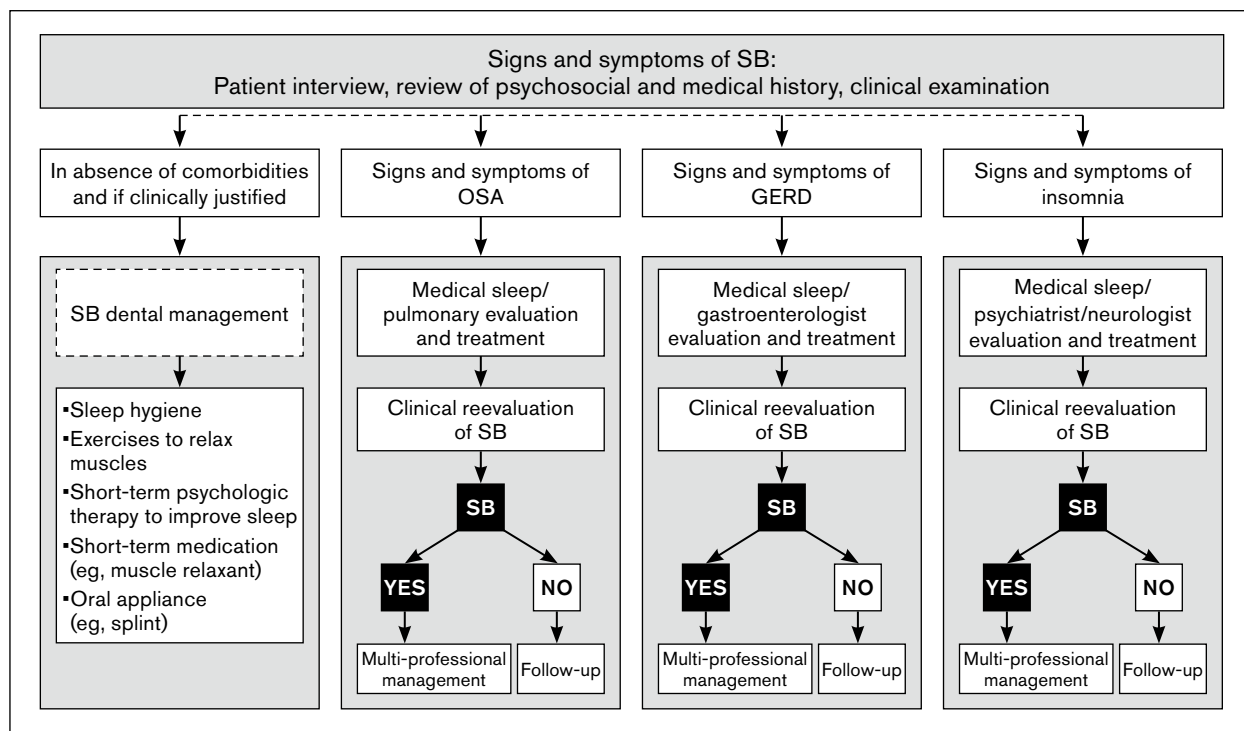 Signs and symptoms of SB:
Patient interview, review of psychosocial and medical history, clinical examination
In absence of comorbidities
and if clinically justified
SB dental management
▪Sleep hygiene
▪Exercises to relax
muscles
▪Short-term psychologic
therapy to improve sleep
▪Short-term medication
(eg, muscle relaxant)
▪Oral appliance
(eg, splint)
Signs and symptoms of
OSA
Medical sleep/
pulmonary evaluation
and treatment
Clinical reevaluation
of SB
SB
YES
NO
Multi-professional
management
Follow-up
Signs and symptoms of
GERD
Medical sleep/
gastroenterologist
evaluation and treatment
Clinical reevaluation
of SB
SB
YES
NO
Multi-professional
management
Follow-up
Signs and symptoms of
insomnia
Medical sleep/
psychiatrist/neurologist
evaluation and treatment
Clinical reevaluation
of SB
SB
YES
NO
Multi-professional
management
Follow-up